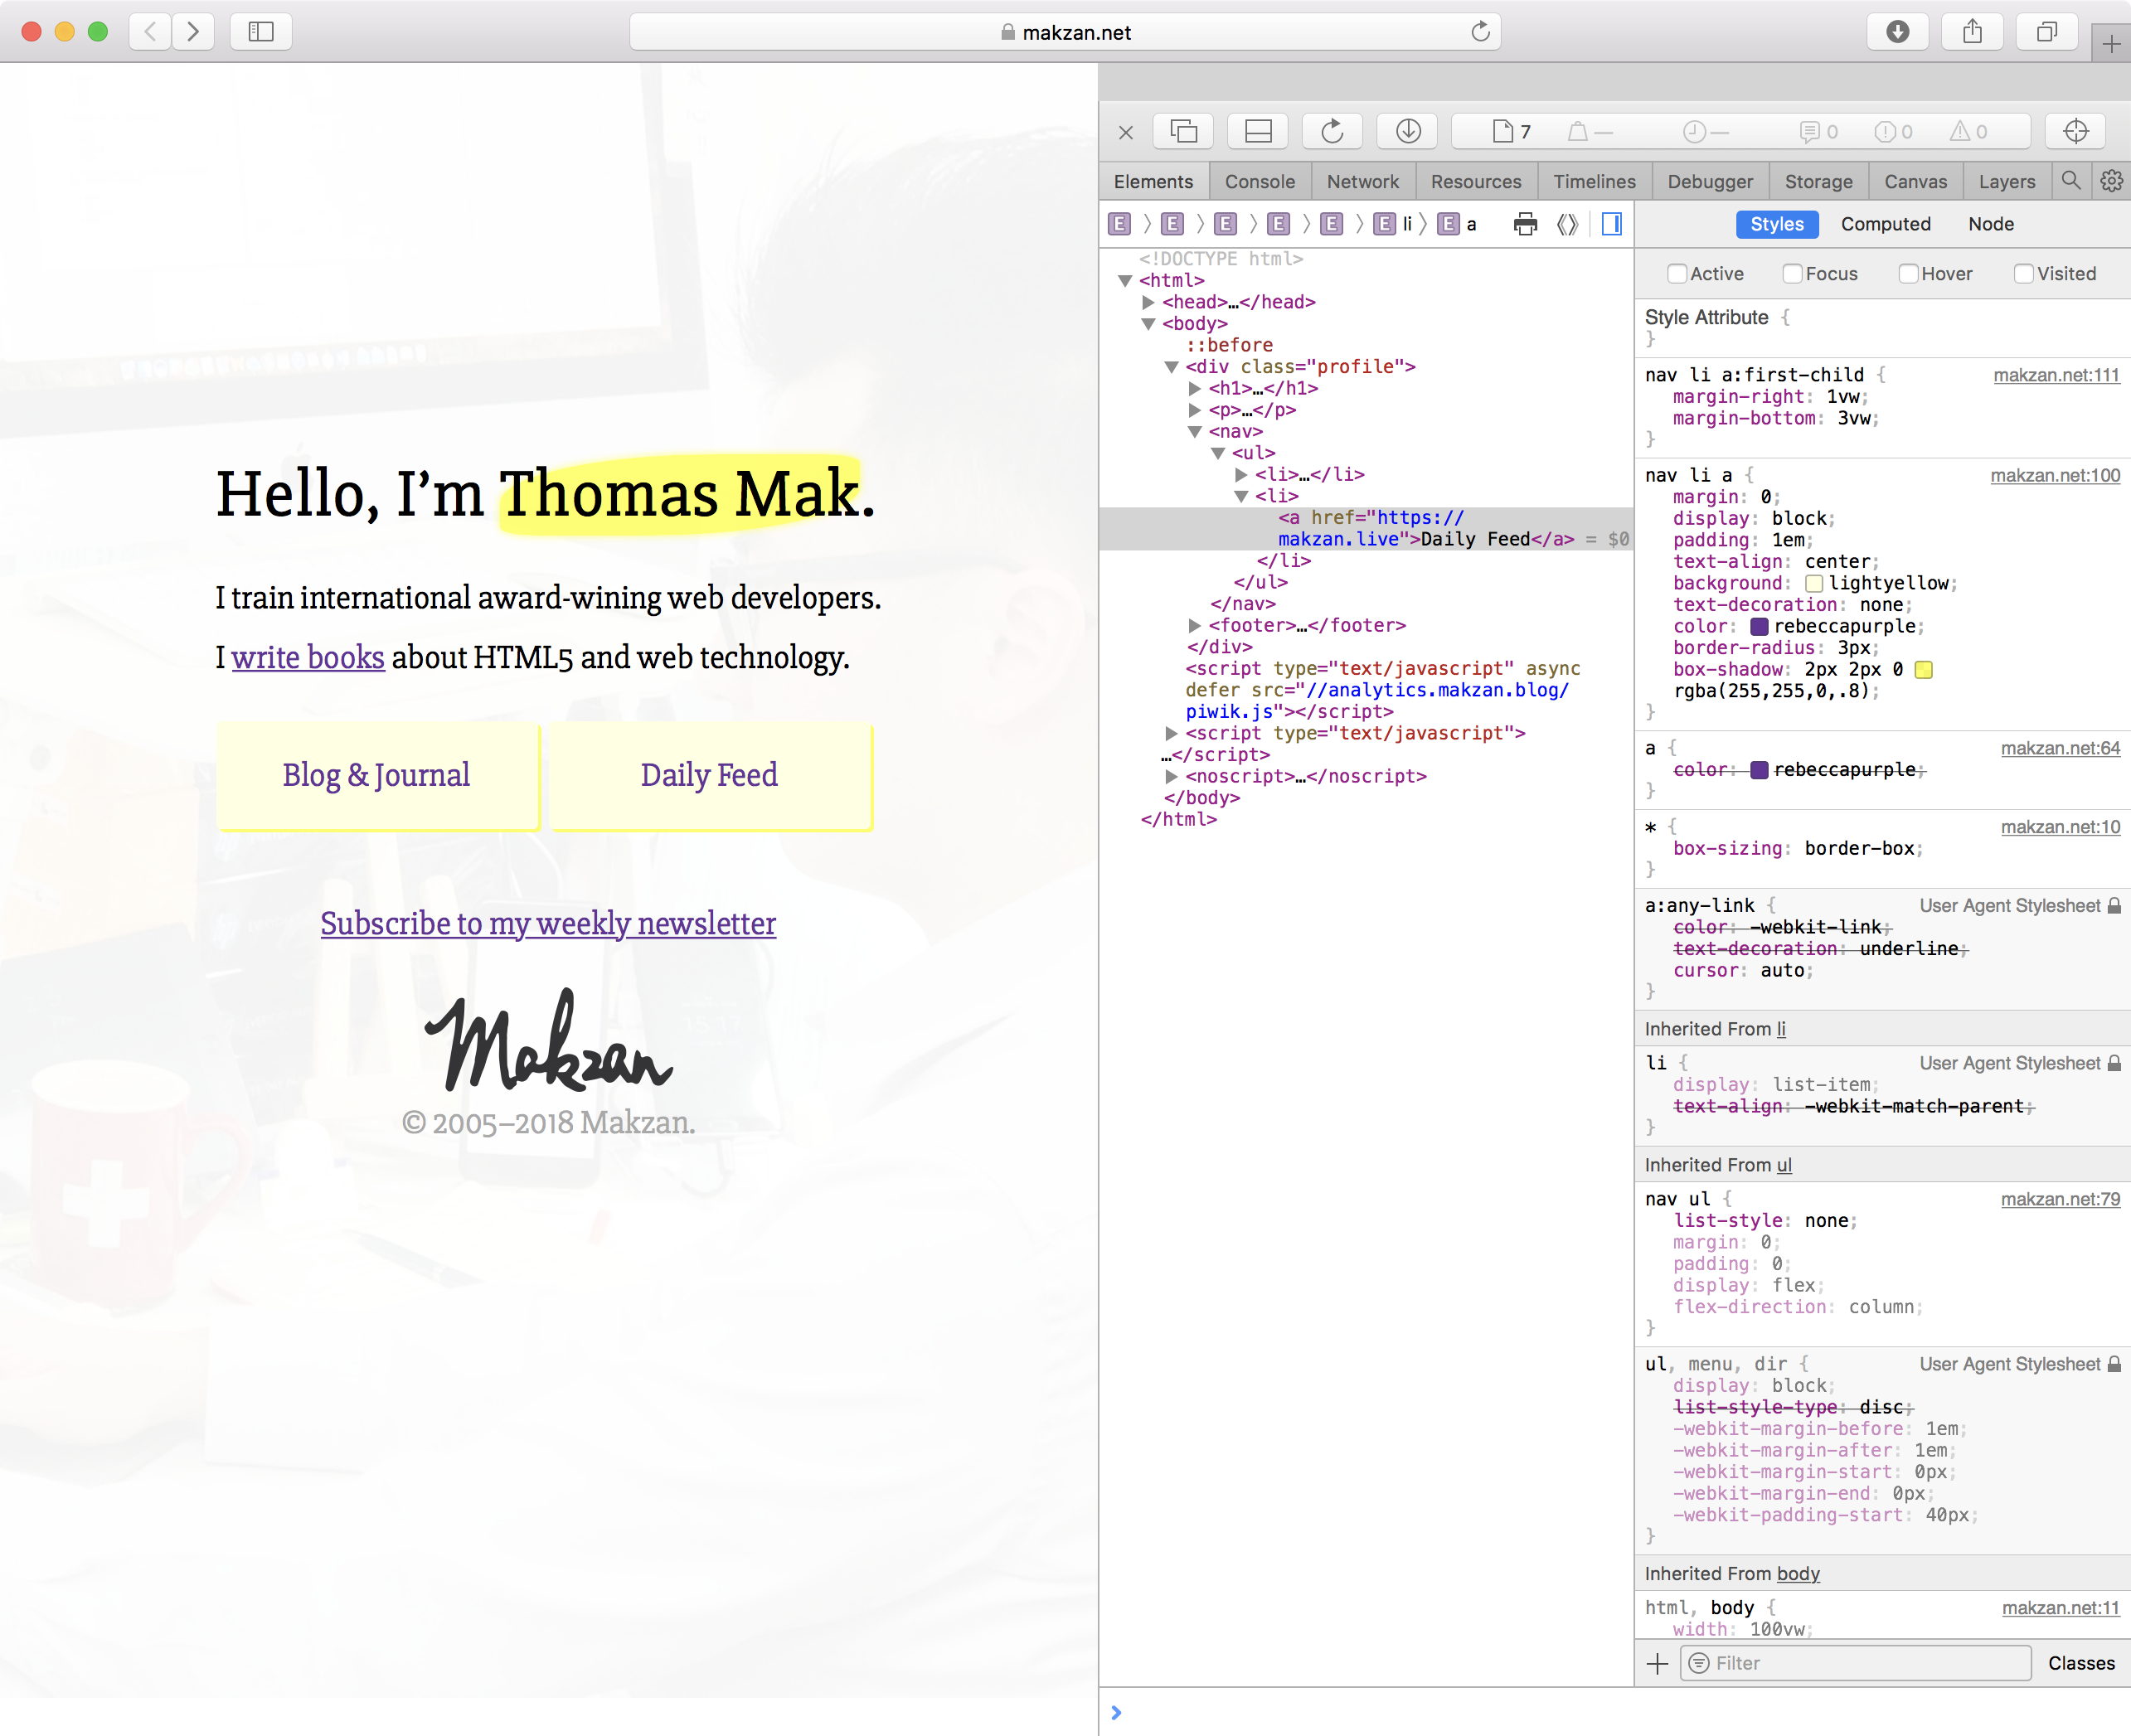 makzan.net
Hello, I’m Thomas Mak.
I train international award-wining web developers.
I write books about HTML5 and web technology.
Blog & Journal
Daily Feed
Subscribe to my weekly newsletter
Makzan
© 2005–2018 Makzan.
7 — — 0 0 0
Elements Console Network Resources Timelines Debugger Storage Canvas Layers
E E E E E E li E a
<!DOCTYPE html>
<html>
<head>…</head>
<body>
::before
<div class="profile">
<h1>…</h1>
<p>…</p>
<nav>
<ul>
<li>…</li>
<li>
<a href="https://
makzan.live">Daily Feed</a> = $0
</li>
</ul>
</nav>
<footer>…</footer>
</div>
<script type="text/javascript" async
defer src="//analytics.makzan.blog/
piwik.js"></script>
<script type="text/javascript">
…</script>
<noscript>…</noscript>
</body>
</html>
Styles Computed Node
Active Focus Hover Visited
Style Attribute {
}
nav li a:first-child { makzan.net:111
margin-right: 1vw;
margin-bottom: 3vw;
}
nav li a { makzan.net:100
margin: 0;
display: block;
padding: 1em;
text-align: center;
background: lightyellow;
text-decoration: none;
color: rebeccapurple;
border-radius: 3px;
box-shadow: 2px 2px 0
rgba(255,255,0,.8);
}
a { makzan.net:64
color: rebeccapurple;
}
* { makzan.net:10
box-sizing: border-box;
}
a:any-link { User Agent Stylesheet
color: -webkit-link;
text-decoration: underline;
cursor: auto;
}
Inherited From li
li { User Agent Stylesheet
display: list-item;
text-align: -webkit-match-parent;
}
Inherited From ul
nav ul { makzan.net:79
list-style: none;
margin: 0;
padding: 0;
display: flex;
flex-direction: column;
}
ul, menu, dir { User Agent Stylesheet
display: block;
list-style-type: disc;
-webkit-margin-before: 1em;
-webkit-margin-after: 1em;
-webkit-margin-start: 0px;
-webkit-margin-end: 0px;
-webkit-padding-start: 40px;
}
Inherited From body
html, body { makzan.net:11
width: 100vw;
Filter
Classes